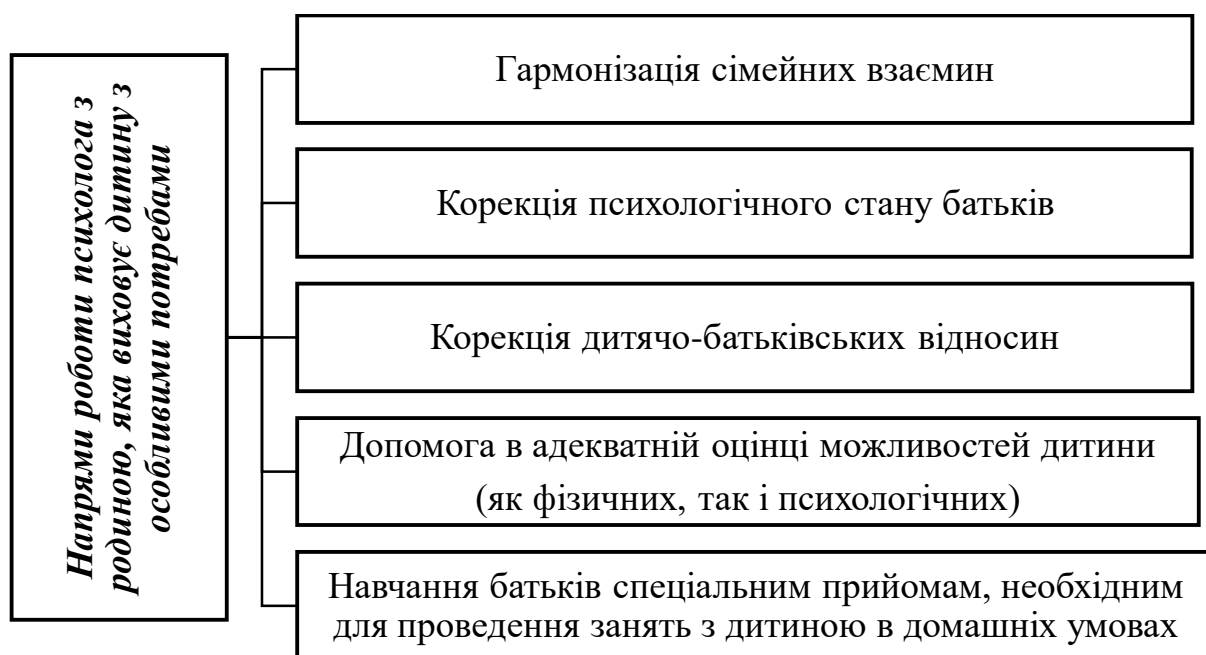 Напрями роботи психолога з
родиною, яка виховує дитину з
особливими потребами
Гармонізація сімейних взаємин
Корекція психологічного стану батьків
Корекція дитячо-батьківських відносин
Допомога в адекватній оцінці можливостей дитини
(як фізичних, так і психологічних)
Навчання батьків спеціальним прийомам, необхідним
для проведення занять з дитиною в домашніх умовах